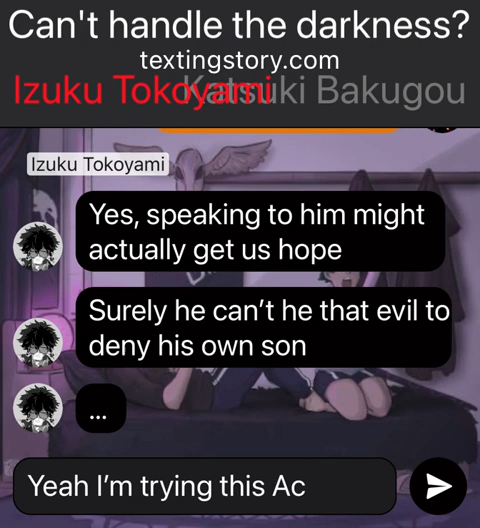 Can't handle the darkness?
textingstory.com
Izuku Tokoyami Katsuki Bakugou
Izuku Tokoyami
Yes, speaking to him might
actually get us hope
Surely he can’t he that evil to
deny his own son
...
Yeah I’m trying this Ac